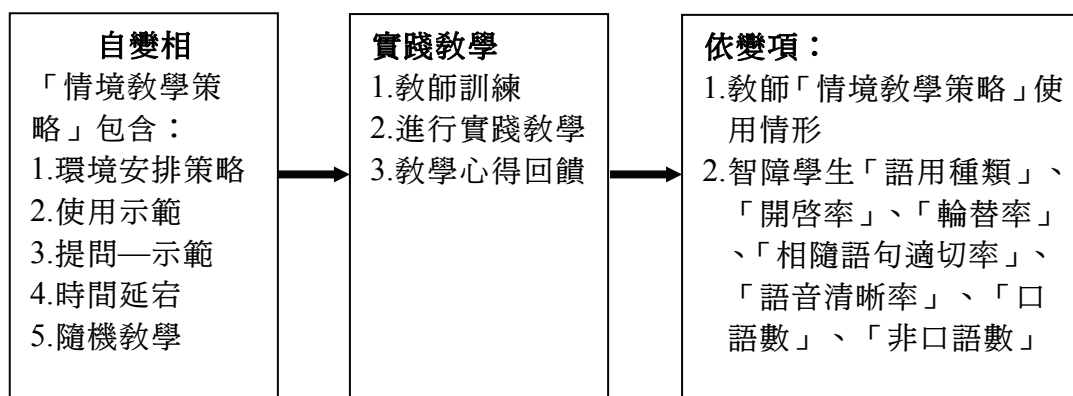 自變相
「情境教學策
略」包含：
1.環境安排策略
2.使用示範
3.提問—示範
4.時間延宕
5.隨機教學
實踐教學
1.教師訓練
2.進行實踐教學
3.教學心得回饋
依變項：
1.教師「情境教學策略」使
用情形
2.智障學生「語用種類」、
「開啓率」、「輪替率」
、「相隨語句適切率」、
「語音清晰率」、「口
語數」、「非口語數」